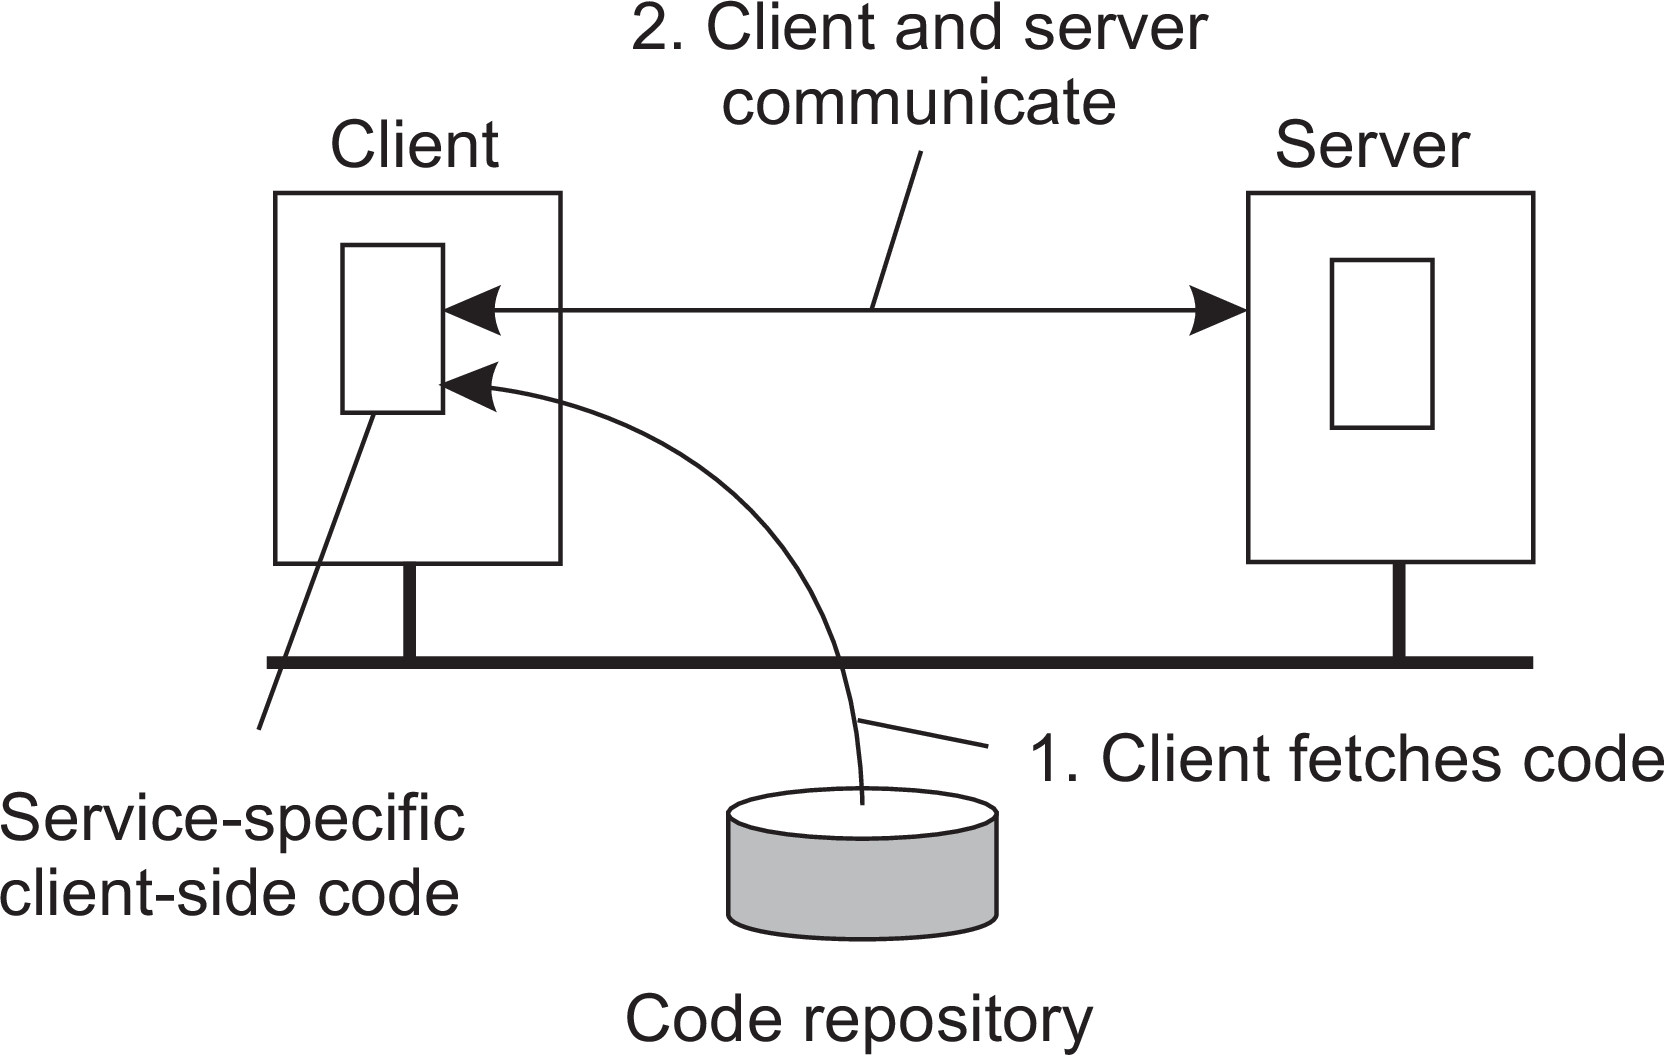 2. Client and server
communicate
Client
Server
1. Client fetches code
Service-specific
client-side code
Code repository